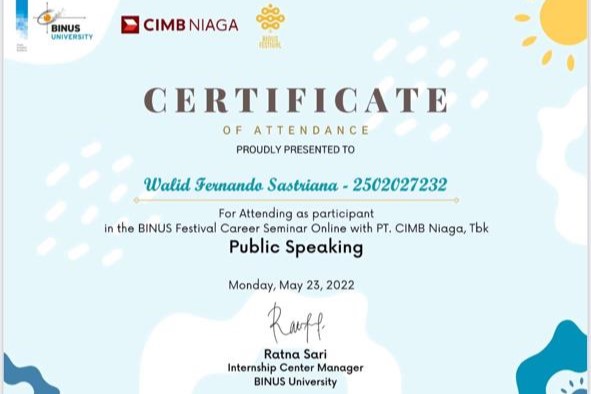 BINUS
UNIVERSITY
CIMB NIAGA
BINUS
FESTIVAL
CERTIFICATE
OF ATTENDANCE
PROUDLY PRESENTED TO
Walid Fernando Sastriana - 2502027232
For Attending as participant
in the BINUS Festival Career Seminar Online with PT. CIMB Niaga, Tbk
Public Speaking
Monday, May 23, 2022
Ratna Sari
Internship Center Manager
BINUS University